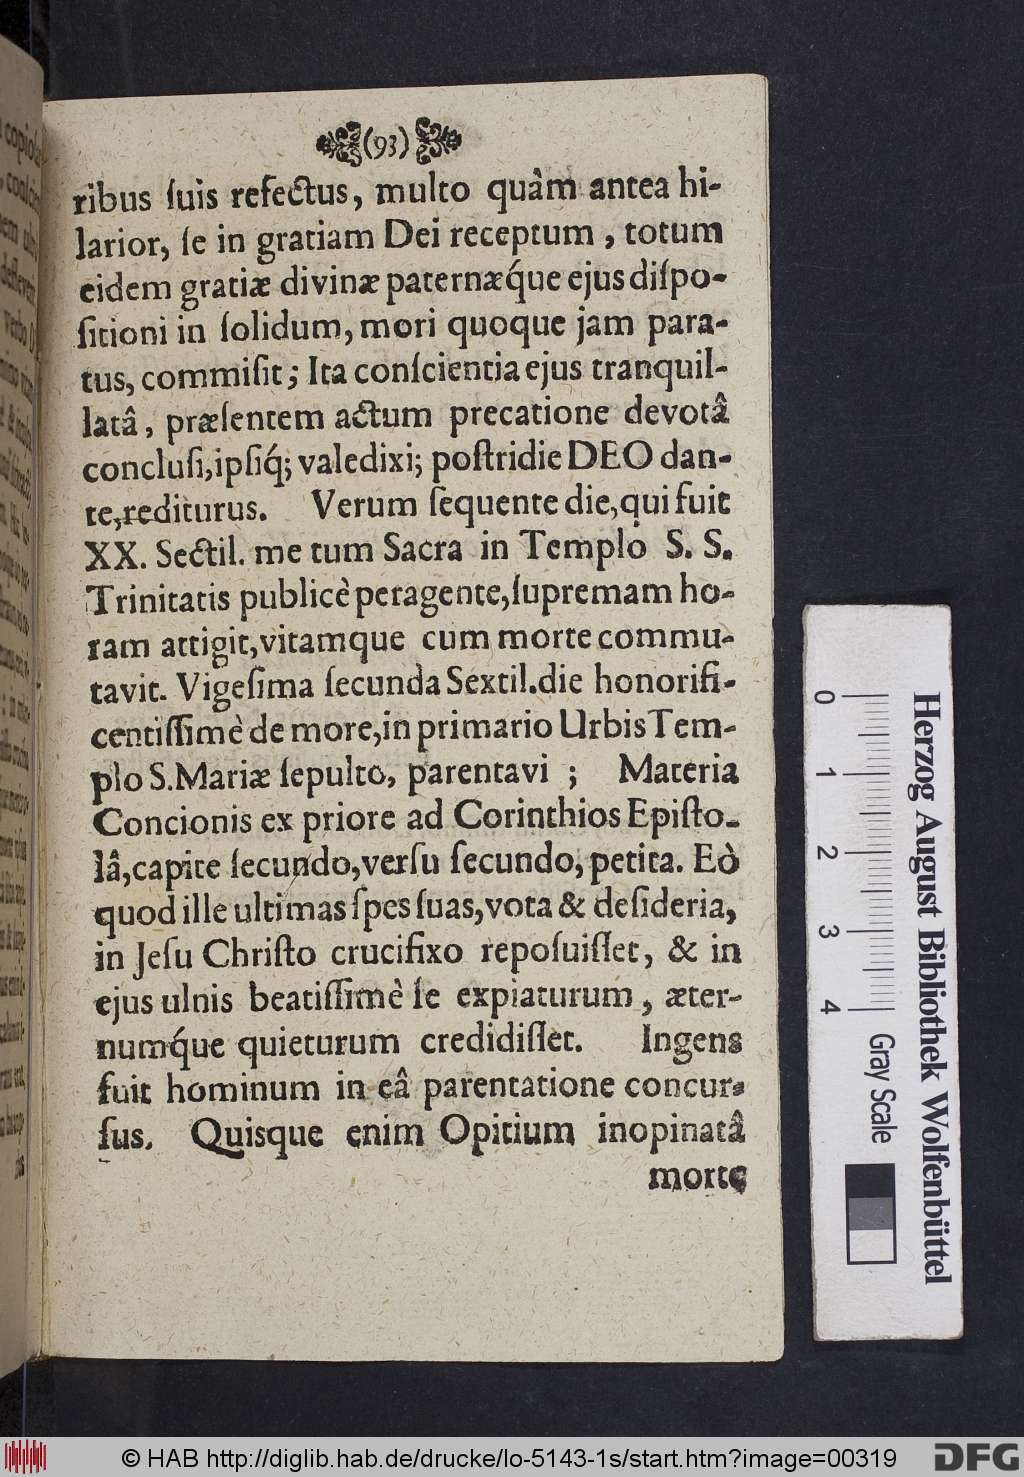 (93)
ribus ſuis refectus, multo quàm antea hi-
larior, ſe in gratiam Dei receptum, totum
eidem gratiæ divinæ paternæq́ue ejus diſpo-
ſitioni in ſolidum, mori quoque jam para-
tus, commiſit; Ita conſcientia ejus tranquil-
latâ, præſentem actum precatione devotâ
concluſi, ipſiq́; valedixi; poſtridie DEO dan-
te, rediturus. Verum ſequente die, qui fuit
XX. Sectil. me tum Sacra in Templo S. S.
Trinitatis publicè peragente, ſupremam ho-
ram attigit, vitamque cum morte commu-
tavit. Vigeſima ſecunda Sextil. die honorifi-
centiſſimè de more, in primario Urbis Tem-
plo S. Mariæ ſepulto, parentavi; Materia
Concionis ex priore ad Corinthios Epiſto-
lâ, capite ſecundo, verſu ſecundo, petita. Eò
quod ille ultimas ſpes ſuas, vota & deſideria,
in Jeſu Chriſto crucifixo repoſuiſſet, & in
ejus ulnis beatiſſimè ſe expiaturum, æter-
numq́ue quieturum credidiſſet. Ingens
fuit hominum in eâ parentatione concur-
ſus. Quisque enim Opitium inopinatâ
morte
0 1 2 3 4 Gray Scale
Herzog August Bibliothek Wolfenbüttel
© HAB http://diglib.hab.de/drucke/lo-5143-1s/start.htm?image=00319
DFG